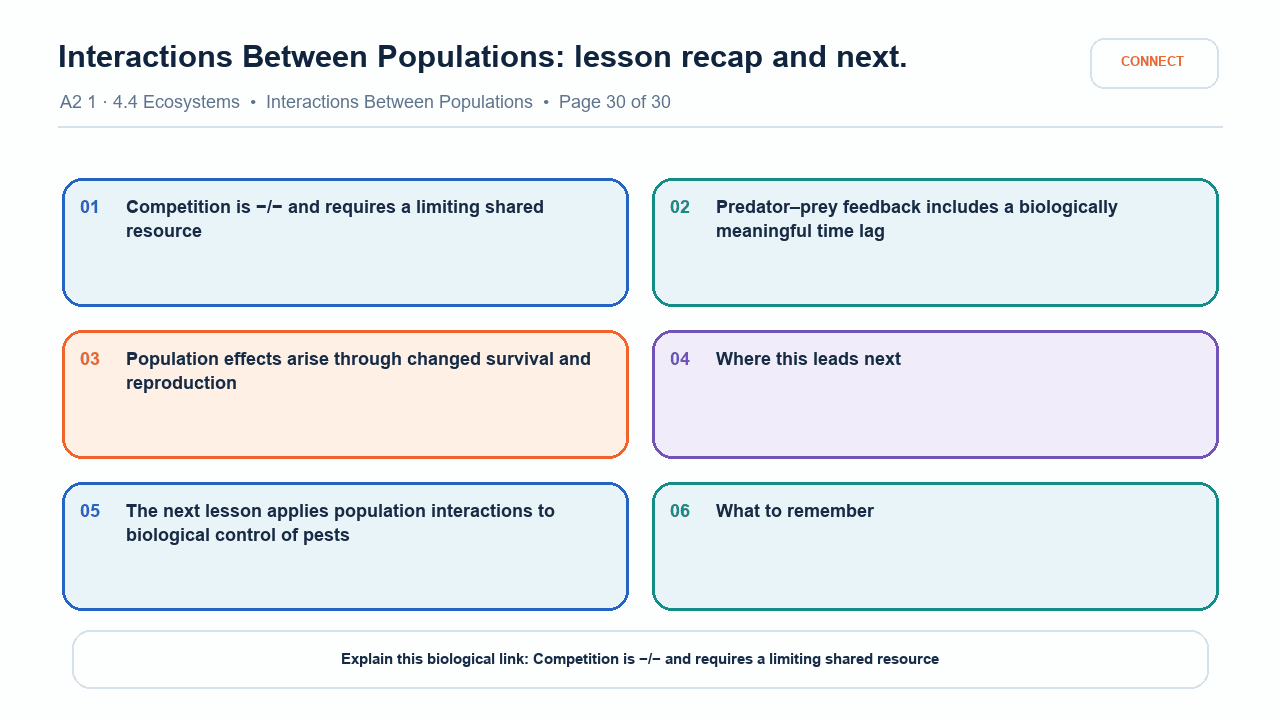 Interactions Between Populations: lesson recap and next.
CONNECT
A2 1 · 4.4 Ecosystems • Interactions Between Populations • Page 30 of 30
01 Competition is −/− and requires a limiting shared
resource
02 Predator–prey feedback includes a biologically
meaningful time lag
03 Population effects arise through changed survival and
reproduction
04 Where this leads next
05 The next lesson applies population interactions to
biological control of pests
06 What to remember
Explain this biological link: Competition is −/− and requires a limiting shared resource